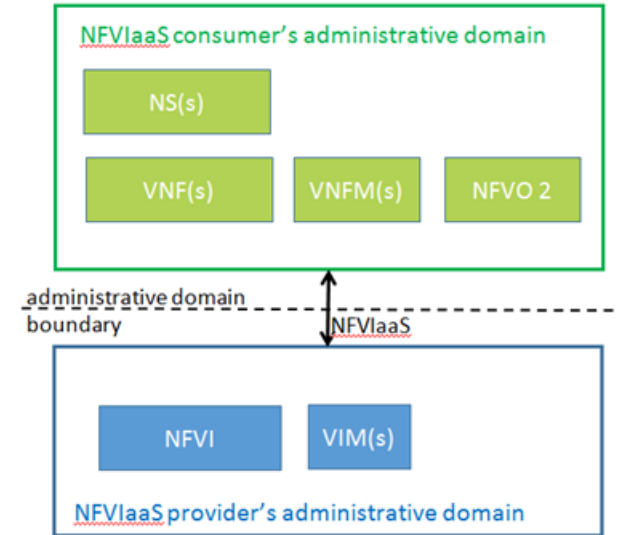 NFVIaaS consumer's administrative domain
NS(s)
VNF(s) VNFM(s) NFVO 2
administrative domain
boundary NFVIaaS
NFVI VIM(s)
NFVIaaS provider's administrative domain